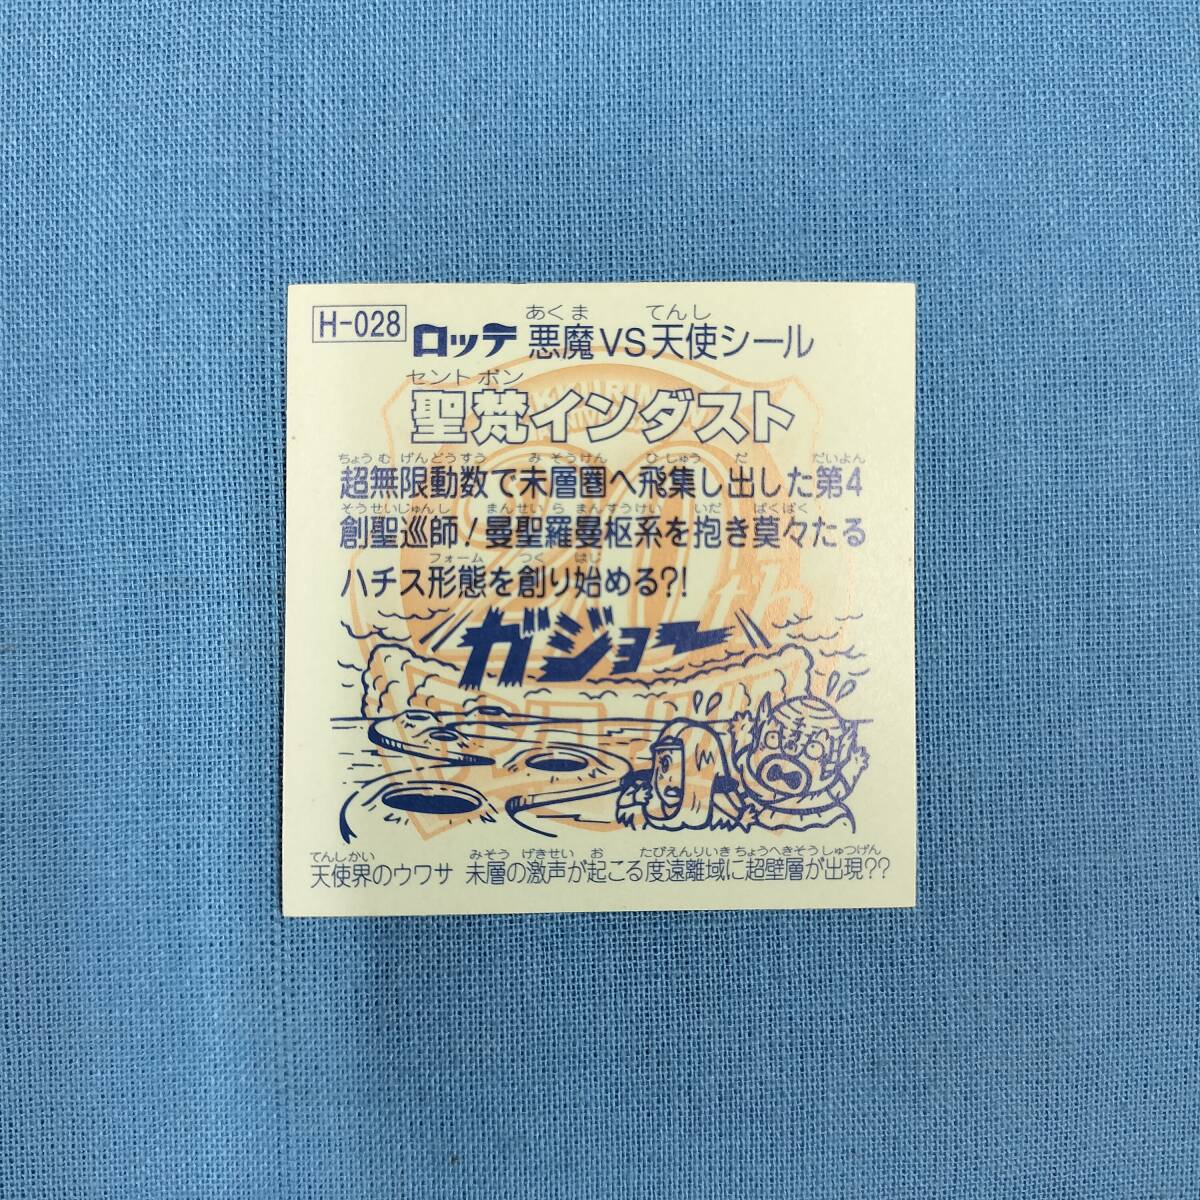 H-028 ロッテ 悪魔VS天使シール
あくま てんし
セント ボン
聖梵インダスト
ちょう む げんどうすう み そうけん ひ しゅう だ だいよん
超無限動数で未層圏へ飛集し出した第4
そうせいじゅんし まんせい ら まんすうけい いだ ばくばく
創聖巡師!曼聖羅曼枢系を抱き莫々たる
フォーム つく はじ
ハチス形態を創り始める?!
20th
ガジョー
てんしかい みそう げきせい お たびえんりいき ちょうへきそう しゅつげん
天使界のウワサ 未層の激声が起こる度遠離域に超壁層が出現??